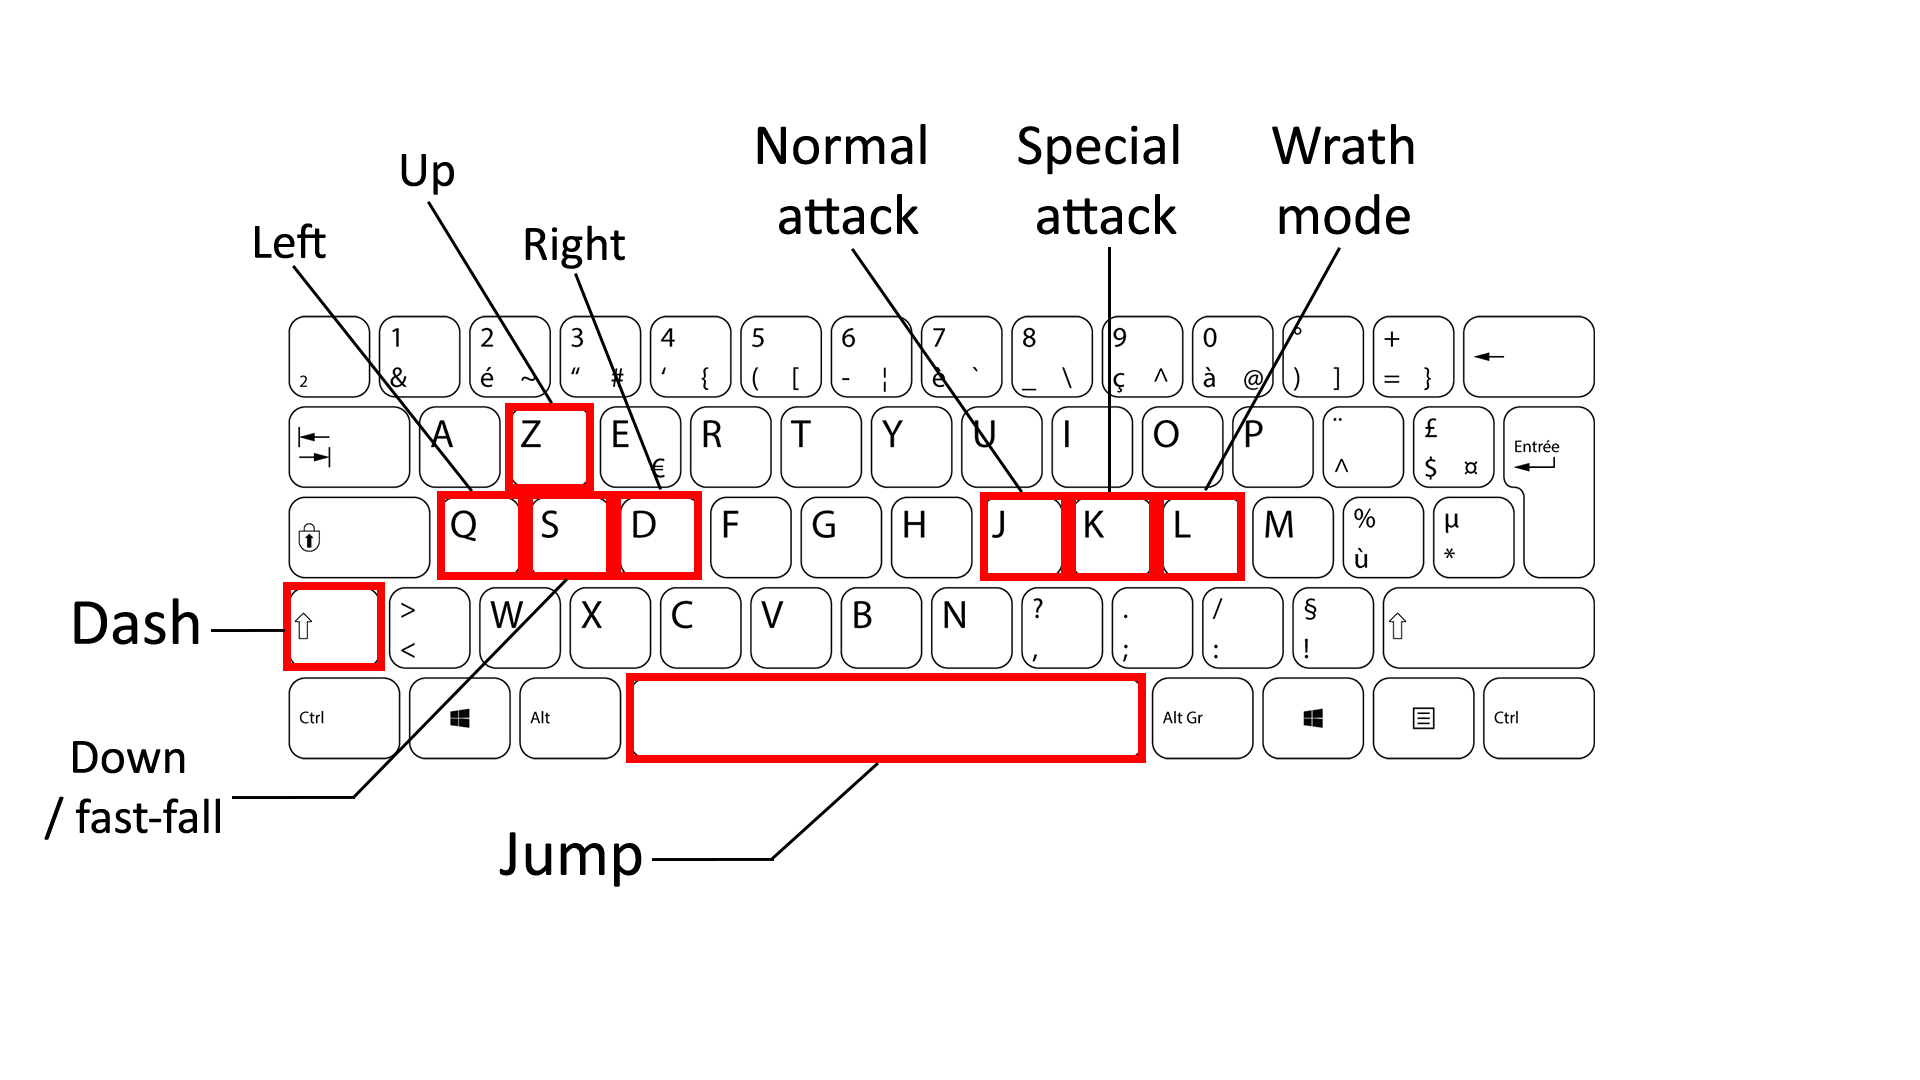 Normal
attack
Special
attack
Wrath
mode
Up
Left
Right
2
1
&
2
é ~
3
“ #
4
‘ {
5
( [
6
- ¦
7
è `
8
_ \
9
ç ^
0
à @
°
) ]
+
= }
A
Z
E
€
R
T
Y
U
I
O
P
¨
^
£
$ ¤
Entrée
Q
S
D
F
G
H
J
K
L
M
%
ù
µ
*
Dash
>
<
W
X
C
V
B
N
?
,
.
;
/
:
§
!
Ctrl
Alt
Alt Gr
Ctrl
Down
/ fast-fall
Jump